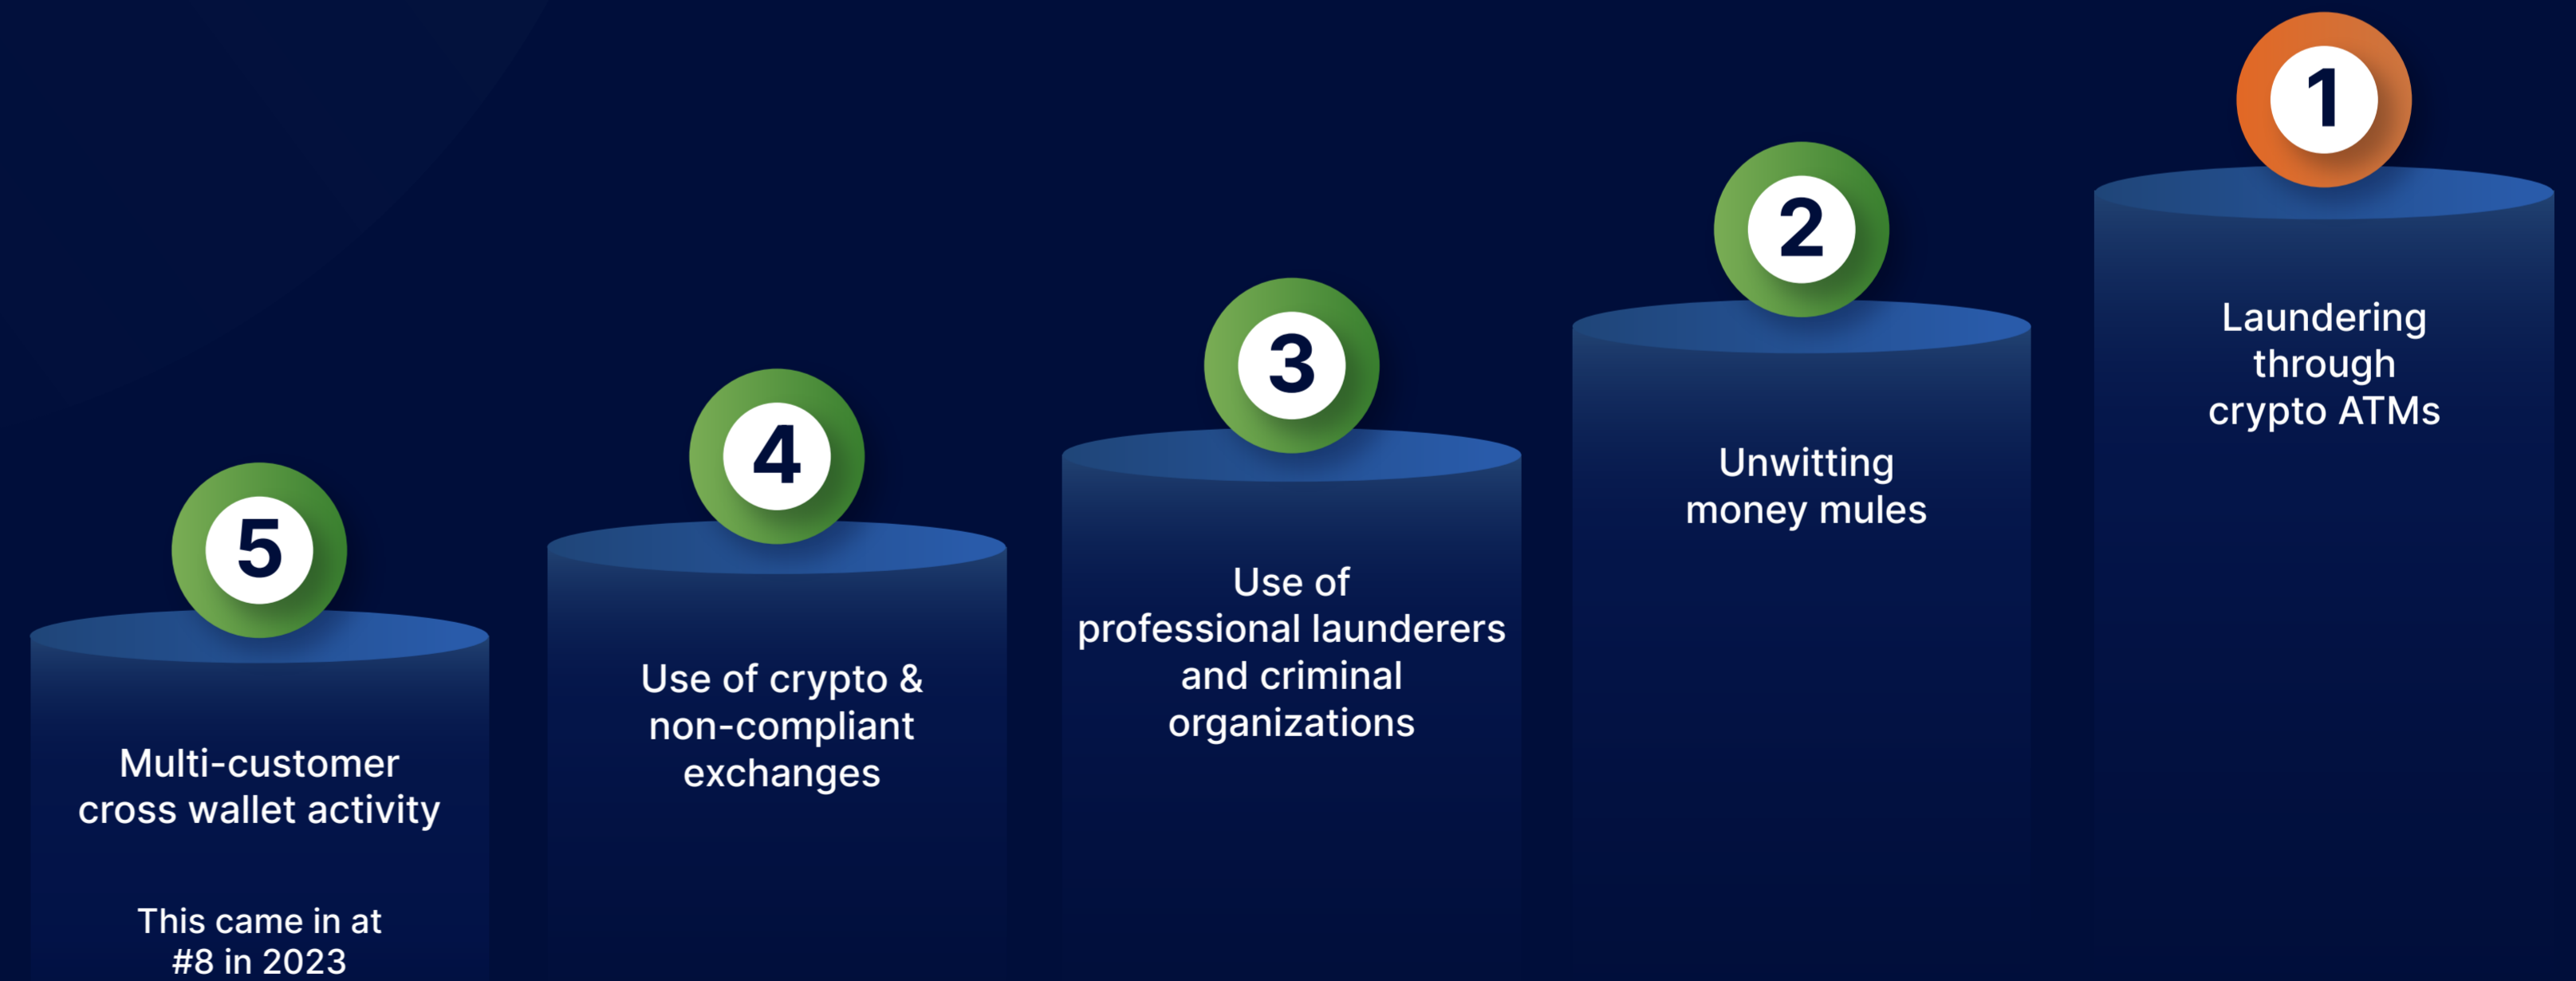 5
Multi-customer
cross wallet activity
This came in at
#8 in 2023
4
Use of crypto &
non-compliant
exchanges
3
Use of
professional launderers
and criminal
organizations
2
Unwitting
money mules
1
Laundering
through
crypto ATMs